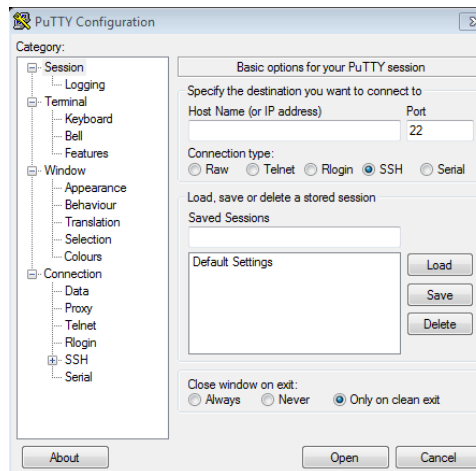 PuTTY Configuration
Category:
Session
Logging
Terminal
Keyboard
Bell
Features
Window
Appearance
Behaviour
Translation
Selection
Colours
Connection
Data
Proxy
Telnet
Rlogin
SSH
Serial
Basic options for your PuTTY session
Specify the destination you want to connect to
Host Name (or IP address) Port
22
Connection type:
Raw Telnet Rlogin SSH Serial
Load, save or delete a stored session
Saved Sessions
Default Settings
Load
Save
Delete
Close window on exit:
Always Never Only on clean exit
About Open Cancel